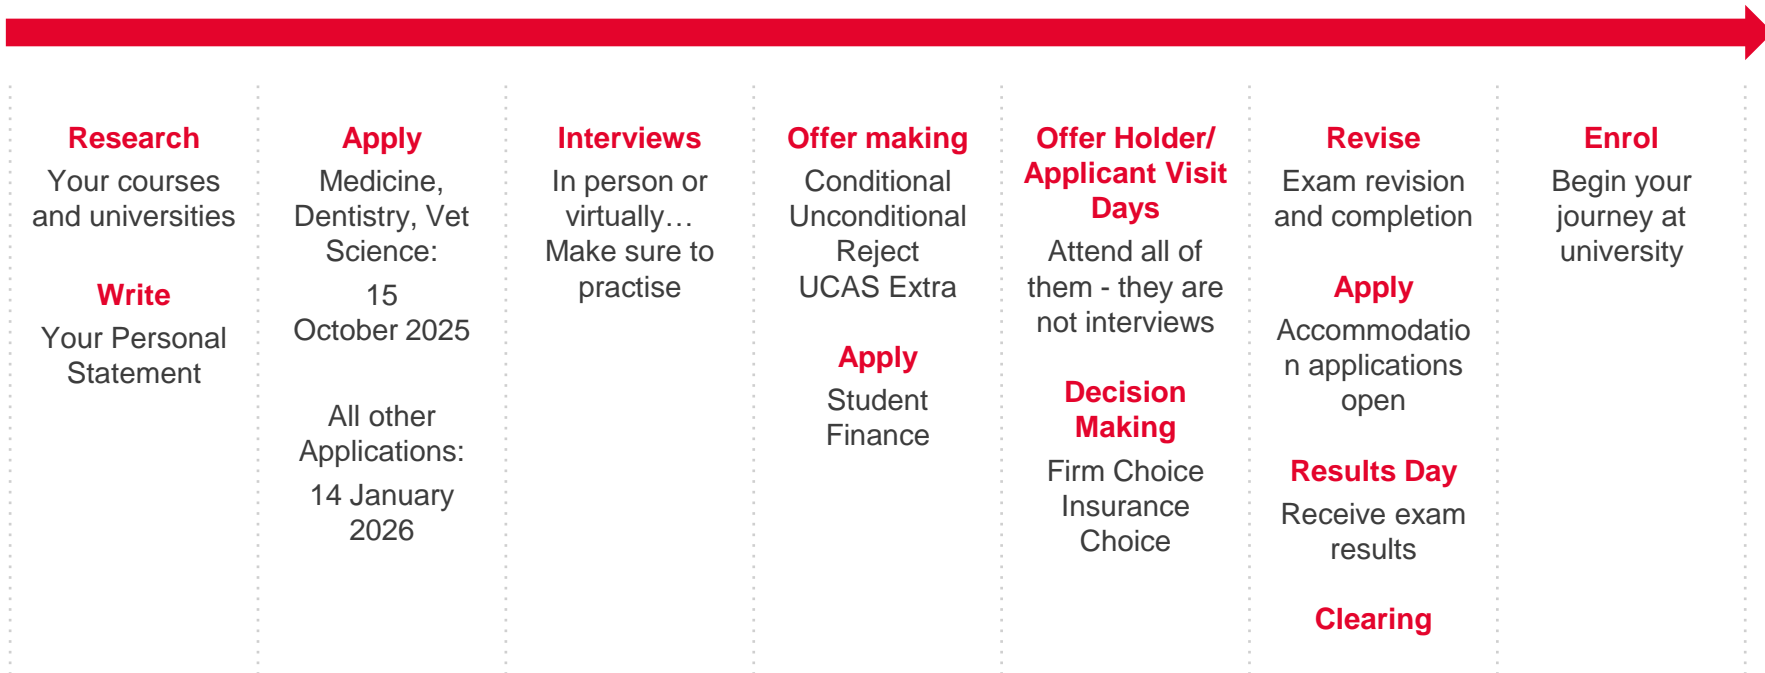 Research
Your courses
and universities
Write
Your Personal
Statement
Apply
Medicine,
Dentistry, Vet
Science:
15
October 2025
All other
Applications:
14 January
2026
Interviews
In person or
virtually…
Make sure to
practise
Offer making
Conditional
Unconditional
Reject
UCAS Extra
Apply
Student
Finance
Offer Holder/
Applicant Visit
Days
Attend all of
them - they are
not interviews
Decision
Making
Firm Choice
Insurance
Choice
Revise
Exam revision
and completion
Apply
Accommodatio
n applications
open
Results Day
Receive exam
results
Clearing
Enrol
Begin your
journey at
university